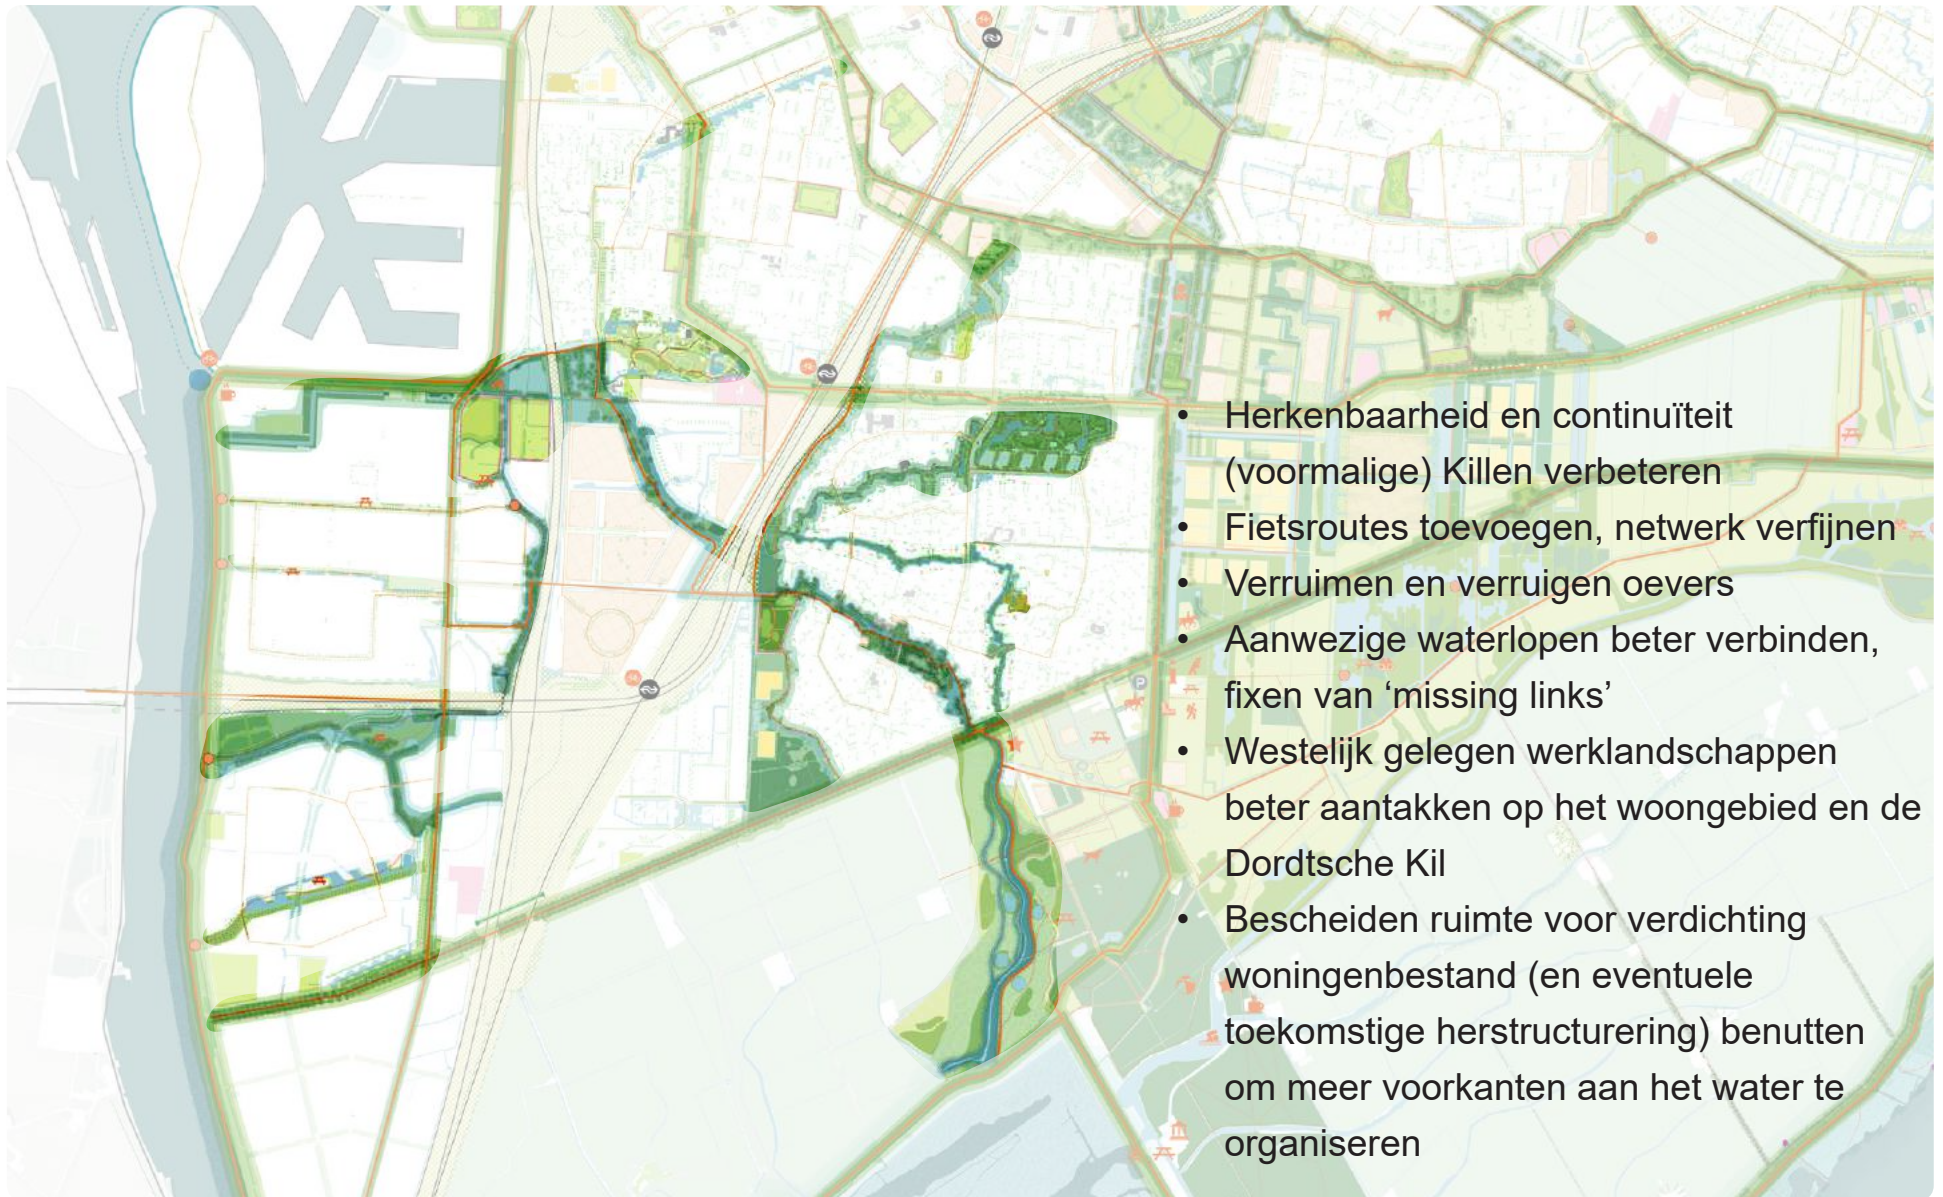 • Herkenbaarheid en continuïteit
(voormalige) Killen verbeteren
• Fietsroutes toevoegen, netwerk verfijnen
• Verruimen en verruigen oevers
• Aanwezige waterlopen beter verbinden,
fixen van ‘missing links’
• Westelijk gelegen werklandschappen
beter aantakken op het woongebied en de
Dordtsche Kil
• Bescheiden ruimte voor verdichting
woningenbestand (en eventuele
toekomstige herstructurering) benutten
om meer voorkanten aan het water te
organiseren
P